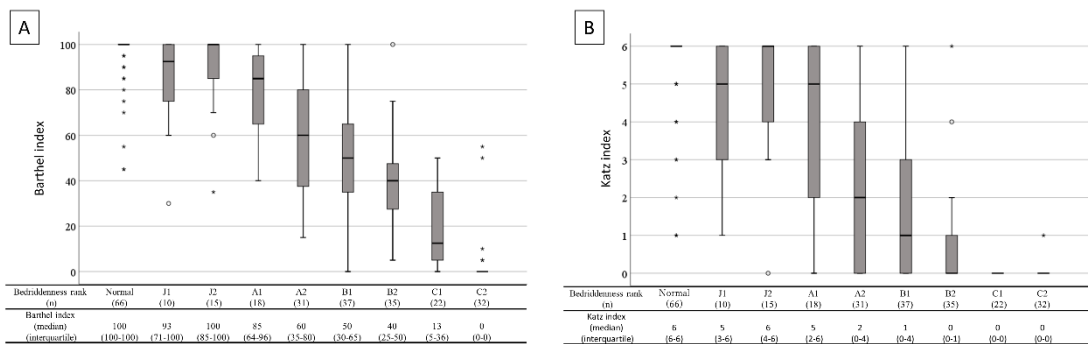 A
100
80
60
40
20
0
Barthel index
Bedriddenness rank Normal J1 J2 A1 A2 B1 B2 C1 C2
(n) (66) (10) (15) (18) (31) (37) (35) (22) (32)
Barthel index
(median) 100 93 100 85 60 50 40 13 0
(interquartile) (100-100) (71-100) (85-100) (64-96) (35-80) (30-65) (25-50) (5-36) (0-0)
B
6
5
4
3
2
1
0
Katz index
Bedriddenness rank Normal J1 J2 A1 A2 B1 B2 C1 C2
(n) (66) (10) (15) (18) (31) (37) (35) (22) (32)
Katz index
(median) 6 5 6 5 2 1 0 0 0
(interquartile) (6-6) (3-6) (4-6) (2-6) (0-4) (0-4) (0-1) (0-0) (0-0)